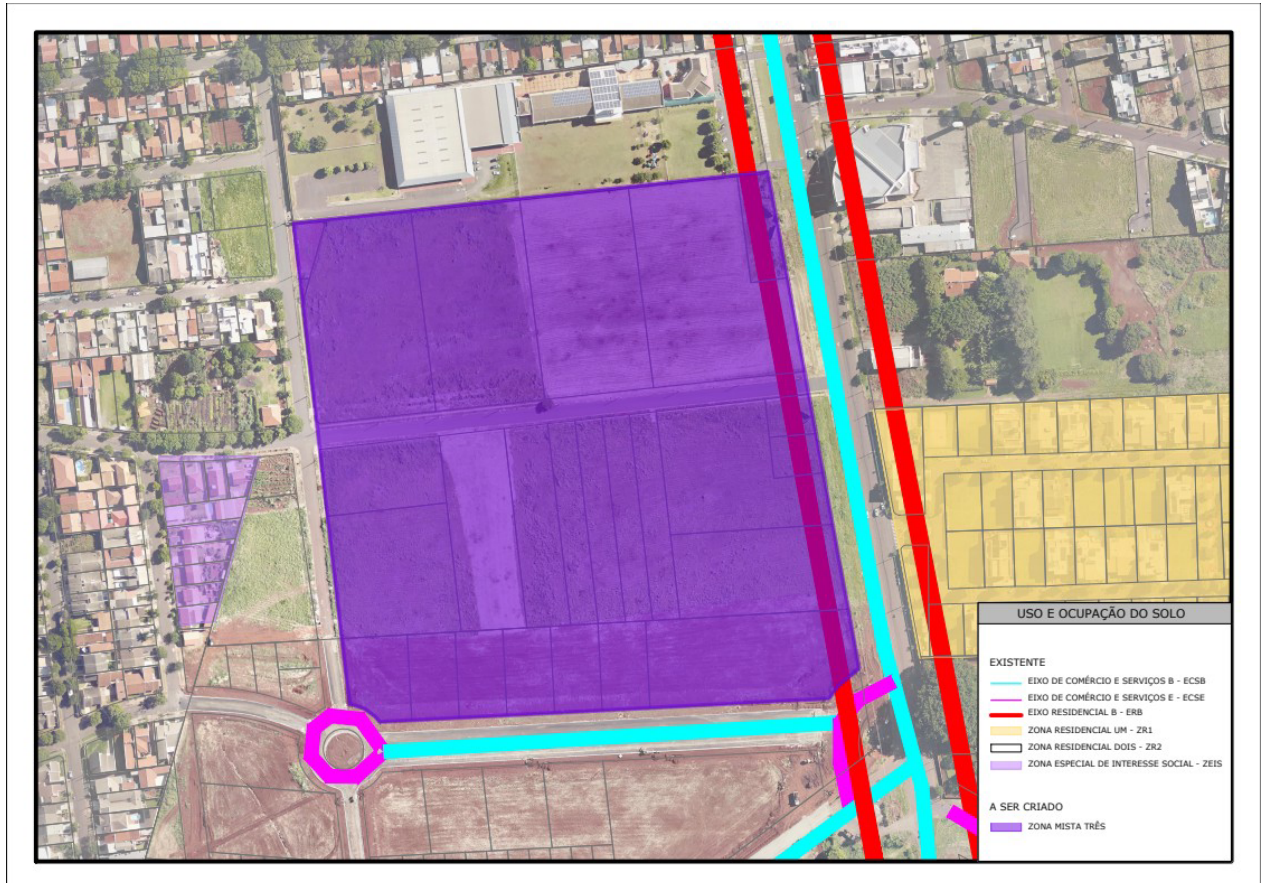 USO E OCUPAÇÃO DO SOLO
EXISTENTE
EIXO DE COMÉRCIO E SERVIÇOS B - ECSB
EIXO DE COMÉRCIO E SERVIÇOS E - ECSE
EIXO RESIDENCIAL B - ERB
ZONA RESIDENCIAL UM - ZR1
ZONA RESIDENCIAL DOIS - ZR2
ZONA ESPECIAL DE INTERESSE SOCIAL - ZEIS
A SER CRIADO
ZONA MISTA TRÊS